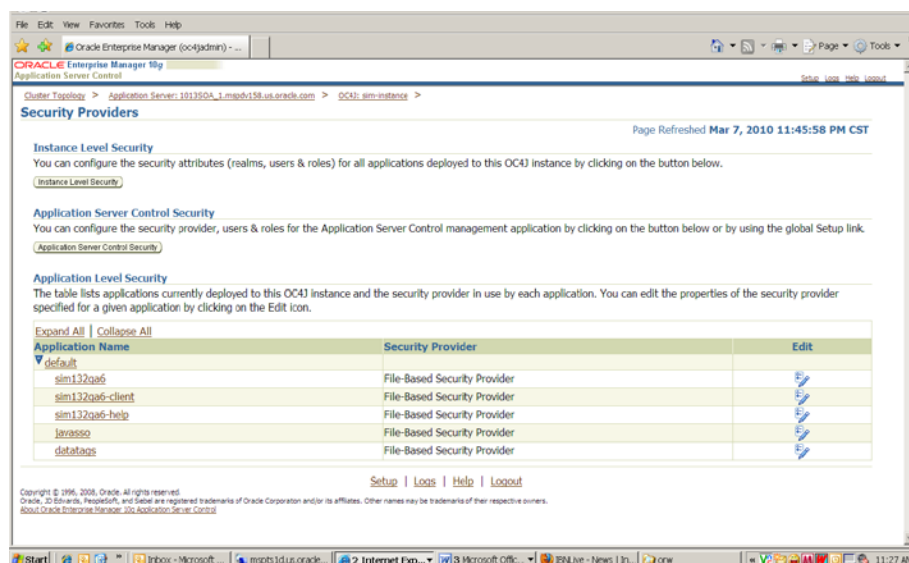 File Edit View Favorites Tools Help
Oracle Enterprise Manager (oc4jadmin) - ...
Page Tools
ORACLE Enterprise Manager 10g
Application Server Control
Setup Logs Help Logout
Cluster Topology > Application Server: 1013SOA_1.mspdv158.us.oracle.com > OC4J: sim-instance >
Security Providers
Page Refreshed Mar 7, 2010 11:45:58 PM CST
Instance Level Security
You can configure the security attributes (realms, users & roles) for all applications deployed to this OC4J instance by clicking on the button below.
Instance Level Security
Application Server Control Security
You can configure the security provider, users & roles for the Application Server Control management application by clicking on the button below or by using the global Setup link.
Application Server Control Security
Application Level Security
The table lists applications currently deployed to this OC4J instance and the security provider in use by each application. You can edit the properties of the security provider
specified for a given application by clicking on the Edit icon.
Expand All | Collapse All
Application Name Security Provider Edit
default
sim132qa6 File-Based Security Provider
sim132qa6-client File-Based Security Provider
sim132qa6-help File-Based Security Provider
javasso File-Based Security Provider
datatags File-Based Security Provider
Setup | Logs | Help | Logout
Copyright © 1996, 2008, Oracle. All rights reserved.
Oracle, JD Edwards, PeopleSoft, and Siebel are registered trademarks of Oracle Corporation and/or its affiliates. Other names may be trademarks of their respective owners.
About Oracle Enterprise Manager 10g Application Server Control
Start Inbox - Microsoft ... mspts1d.us.oracle... 2 Internet Exp... 3 Microsoft Offic... IBNLive - News | In... 11:27 AM